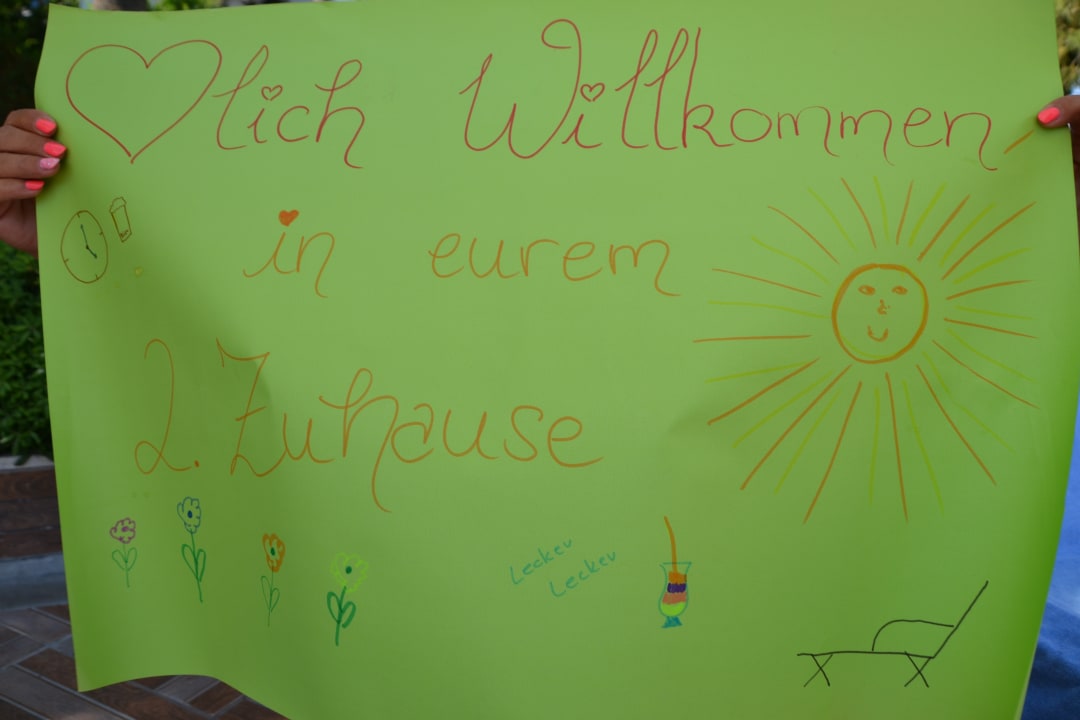 ♡lich Willkommen
in eurem
2. Zuhause
Lecker
Lecker